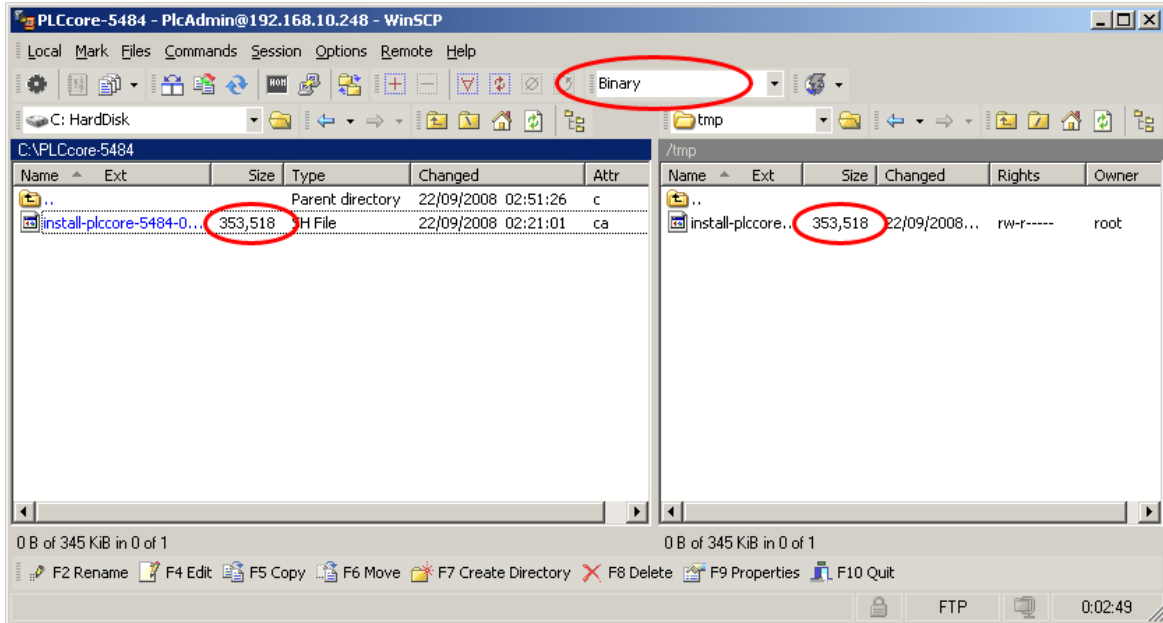 PLCcore-5484 - PlcAdmin@192.168.10.248 - WinSCP
Local Mark Files Commands Session Options Remote Help
Binary
C: HardDisk
tmp
C:\PLCcore-5484
/tmp
Name Ext Size Type Changed Attr
Name Ext Size Changed Rights Owner
.. Parent directory 22/09/2008 02:51:26 c
..
install-plccore-5484-0... 353,518 SH File 22/09/2008 02:21:01 ca
install-plccore... 353,518 22/09/2008... rw-r----- root
0 B of 345 KiB in 0 of 1
0 B of 345 KiB in 0 of 1
F2 Rename F4 Edit F5 Copy F6 Move F7 Create Directory F8 Delete F9 Properties F10 Quit
FTP 0:02:49